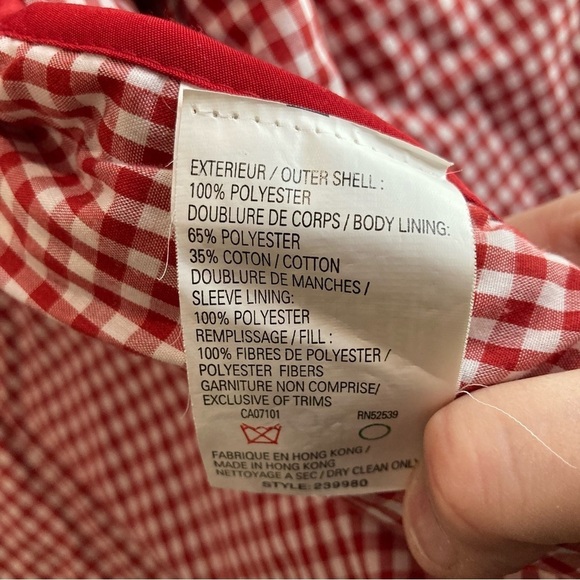 EXTERIEUR / OUTER SHELL :
100% POLYESTER
DOUBLURE DE CORPS / BODY LINING:
65% POLYESTER
35% COTON / COTTON
DOUBLURE DE MANCHES /
SLEEVE LINING:
100% POLYESTER
REMPLISSAGE / FILL :
100% FIBRES DE POLYESTER /
POLYESTER FIBERS
GARNITURE NON COMPRISE/
EXCLUSIVE OF TRIMS
CA07101 RN52539
FABRIQUE EN HONG KONG /
MADE IN HONG KONG
NETTOYAGE A SEC / DRY CLEAN ONLY
STYLE: 239980